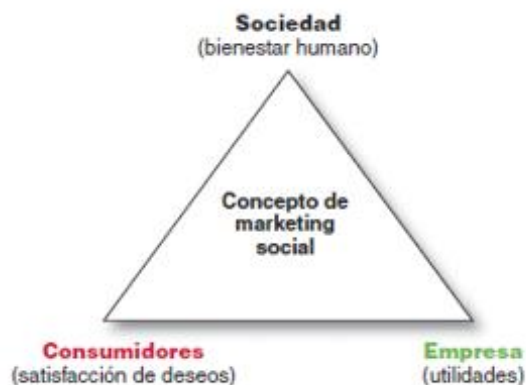 Sociedad
(bienestar humano)
Concepto de
marketing
social
Consumidores
(satisfacción de deseos)
Empresa
(utilidades)